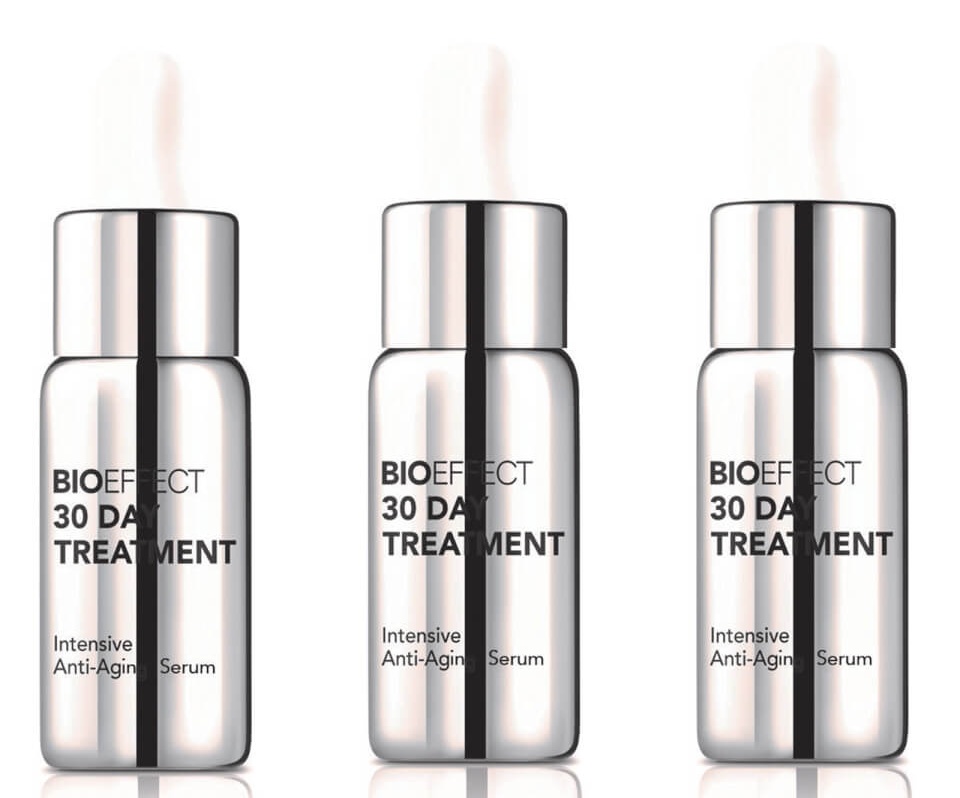 BIOEFFECT
30 DAY
TREATMENT
Intensive
Anti-Aging Serum
BIOEFFECT
30 DAY
TREATMENT
Intensive
Anti-Aging Serum
BIOEFFECT
30 DAY
TREATMENT
Intensive
Anti-Aging Serum